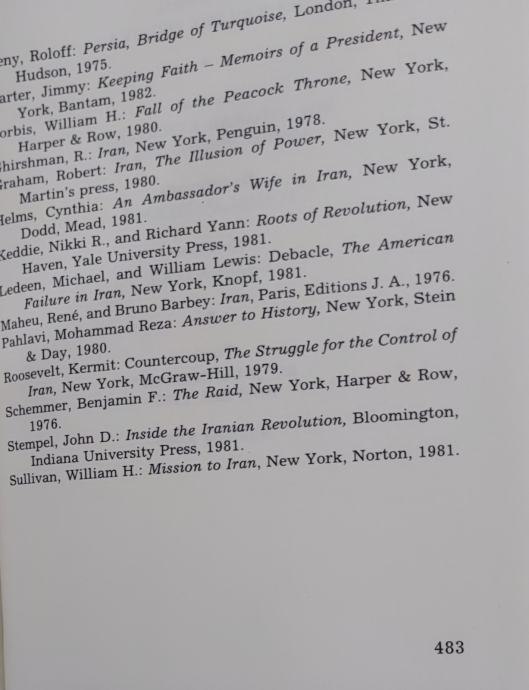 eny, Roloff: Persia, Bridge of Turquoise, London,
Hudson, 1975.
arter, Jimmy: Keeping Faith – Memoirs of a President, New
York, Bantam, 1982.
orbis, William H.: Fall of the Peacock Throne, New York,
Harper & Row, 1980.
hirshman, R.: Iran, New York, Penguin, 1978.
raham, Robert: Iran, The Illusion of Power, New York, St.
Martin's press, 1980.
Helms, Cynthia: An Ambassador's Wife in Iran, New York,
Dodd, Mead, 1981.
Keddie, Nikki R., and Richard Yann: Roots of Revolution, New
Haven, Yale University Press, 1981.
Ledeen, Michael, and William Lewis: Debacle, The American
Failure in Iran, New York, Knopf, 1981.
Maheu, René, and Bruno Barbey: Iran, Paris, Editions J. A., 1976.
Pahlavi, Mohammad Reza: Answer to History, New York, Stein
& Day, 1980.
Roosevelt, Kermit: Countercoup, The Struggle for the Control of
Iran, New York, McGraw-Hill, 1979.
Schemmer, Benjamin F.: The Raid, New York, Harper & Row,
1976.
Stempel, John D.: Inside the Iranian Revolution, Bloomington,
Indiana University Press, 1981.
Sullivan, William H.: Mission to Iran, New York, Norton, 1981.
483